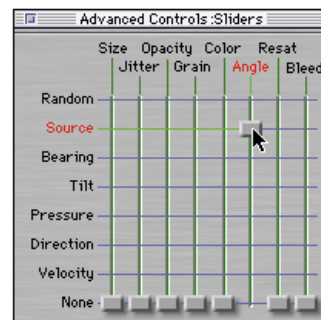 Advanced Controls :Sliders
Size Opacity Color Resat
Jitter Grain Angle Bleed
Random
Source
Bearing
Tilt
Pressure
Direction
Velocity
None